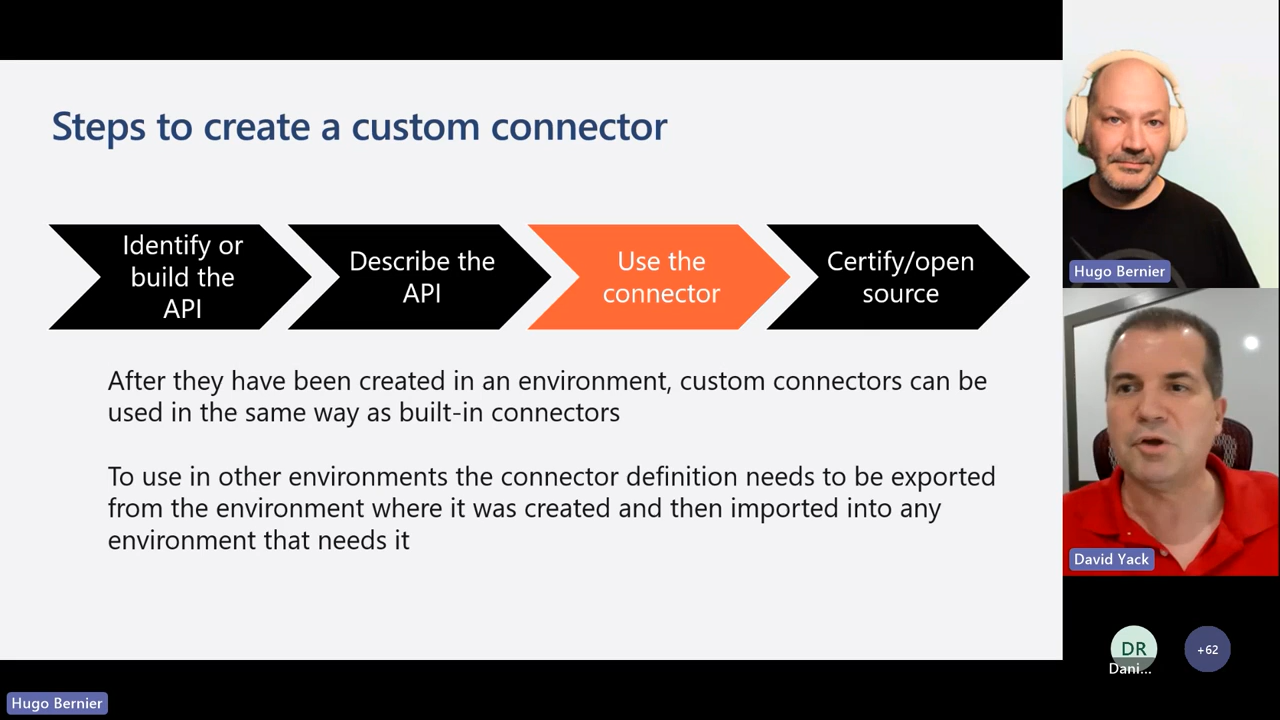 Steps to create a custom connector
Identify or
build the
API
Describe the
API
Use the
connector
Certify/open
source
After they have been created in an environment, custom connectors can be
used in the same way as built-in connectors
To use in other environments the connector definition needs to be exported
from the environment where it was created and then imported into any
environment that needs it
Hugo Bernier
David Yack
DR
Dani...
+62
Hugo Bernier